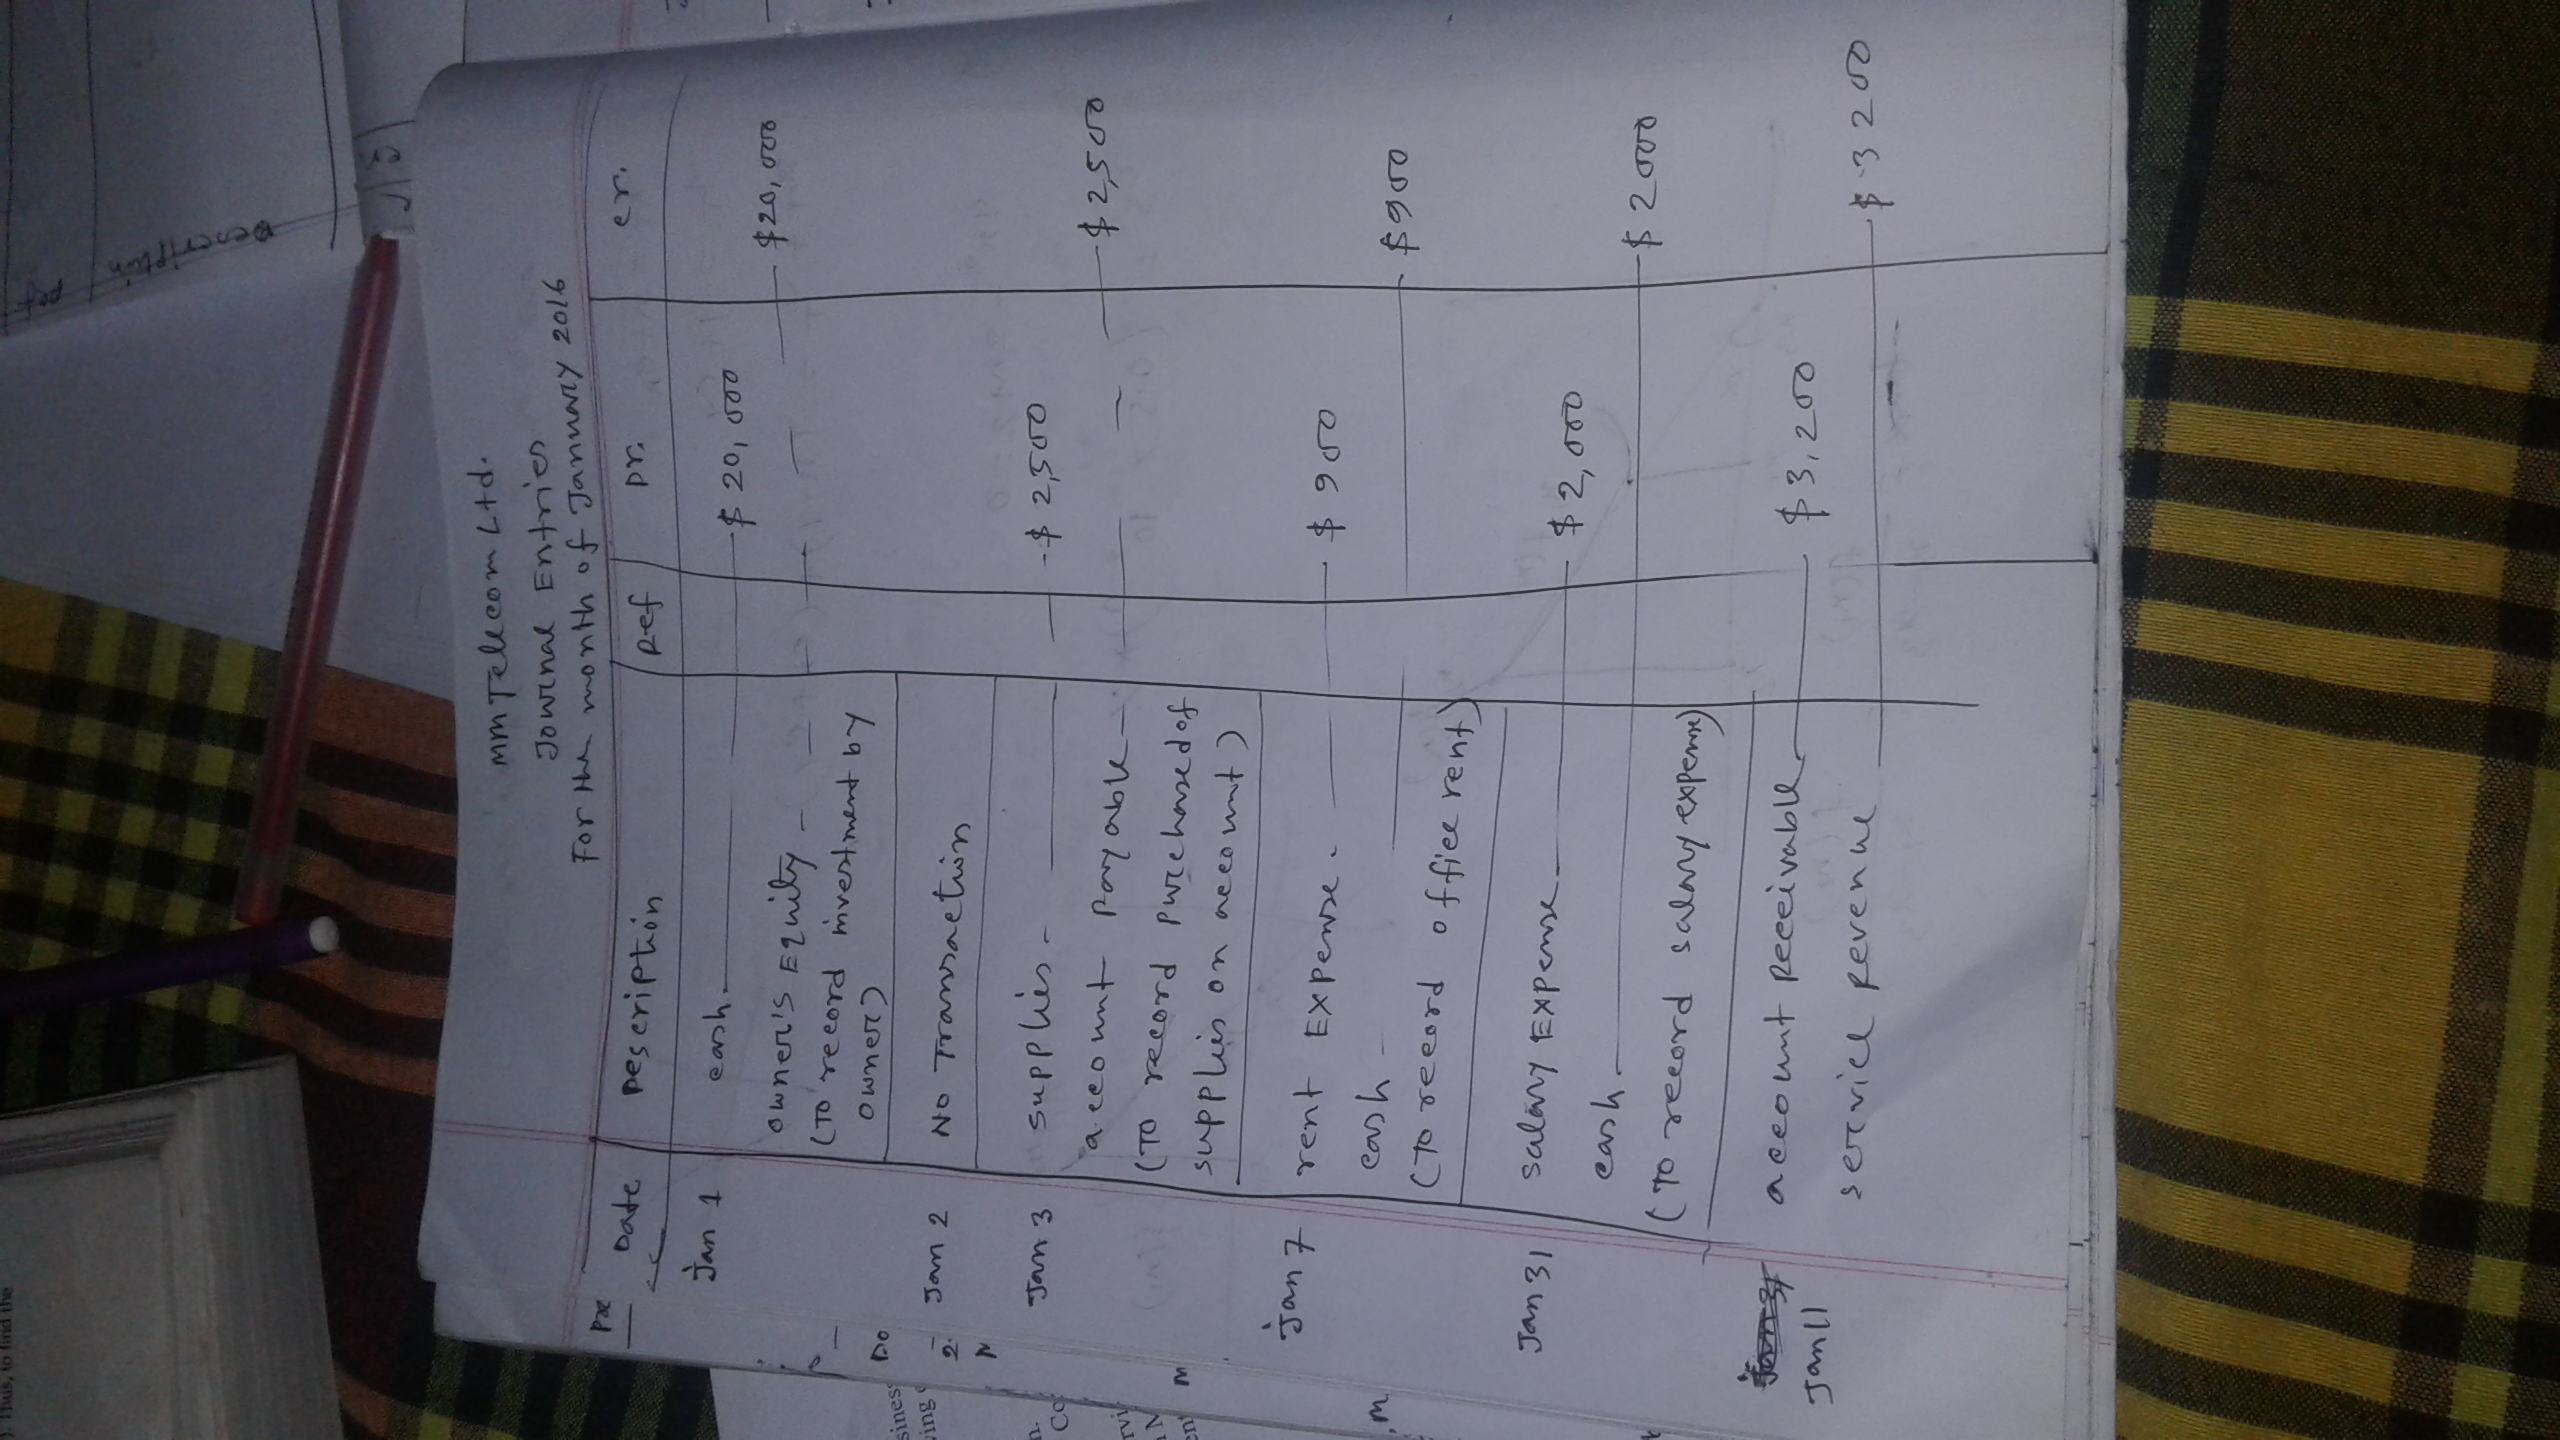 ). Thus, to find the
MM Telecom Ltd.
Journal Entries
For the month of January 2016
Date Description Ref Dr. cr.
Jan 1 cash $ 20,000
owner's Equity $20,000
(To record investment by
owner)
Jan 2 No Transaction
Jan 3 supplies $ 2,500
account Payable $2,500
(To record purchased of
supplies on account)
Jan 7 rent Expense. $ 900
cash $900
(To record office rent)
Jan 31 salary Expense $ 2,000
cash $ 2000
(To record salary expense)
Jan 11 account Receivable $3,200
service Revenue $ 3200